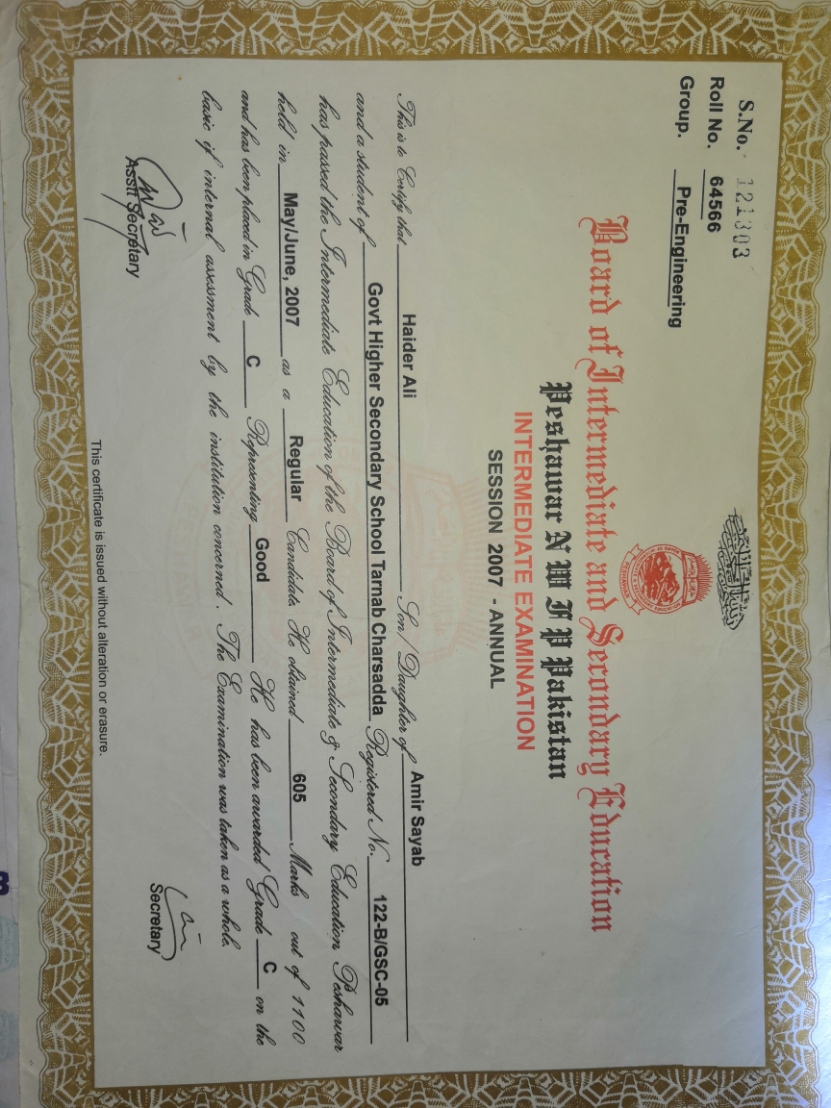 S.No. 121303
Roll No. 64566
Group. Pre-Engineering
Board of Intermediate and Secondary Education
Peshawar N W F P Pakistan
INTERMEDIATE EXAMINATION
SESSION 2007 - ANNUAL
This is to Certify that Haider Ali Son/Daughter of Amir Sayab
and a student of Govt Higher Secondary School Tarnab Charsadda Registered No. 122-B/GSC-05
has passed the Intermediate Education of the Board of Intermediate & Secondary Education Peshawar
held in May/June, 2007 as a Regular Candidate. He obtained 605 Marks out of 1100
and has been placed in Grade C Representing Good He has been awarded Grade C on the
basic if internal assessment by the institution concerned. The Examination was taken as a whole.
Asstt Secretary
Secretary
This certificate is issued without alteration or erasure.